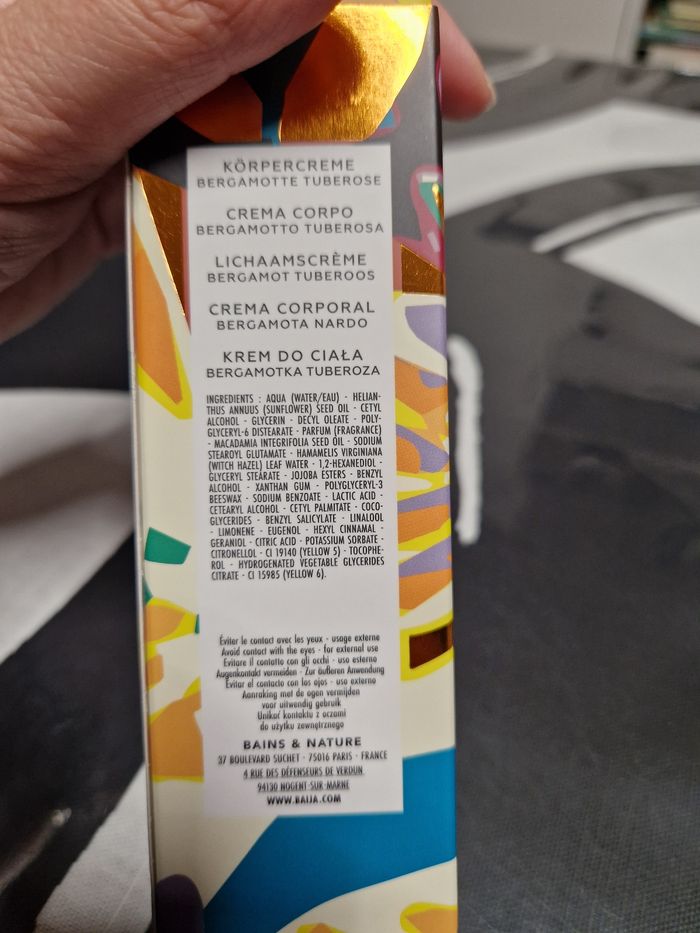 KÖRPERCREME
BERGAMOTTE TUBEROSE
CREMA CORPO
BERGAMOTTO TUBEROSA
LICHAAMSCRÈME
BERGAMOT TUBEROOS
CREMA CORPORAL
BERGAMOTA NARDO
KREM DO CIAŁA
BERGAMOTKA TUBEROZA
INGREDIENTS : AQUA (WATER/EAU) - HELIAN-
THUS ANNUUS (SUNFLOWER) SEED OIL - CETYL
ALCOHOL - GLYCERIN - DECYL OLEATE - POLY-
GLYCERYL-6 DISTEARATE - PARFUM (FRAGRANCE)
- MACADAMIA INTEGRIFOLIA SEED OIL - SODIUM
STEAROYL GLUTAMATE - HAMAMELIS VIRGINIANA
(WITCH HAZEL) LEAF WATER - 1,2-HEXANEDIOL -
GLYCERYL STEARATE - JOJOBA ESTERS - BENZYL
ALCOHOL - XANTHAN GUM - POLYGLYCERYL-3
BEESWAX - SODIUM BENZOATE - LACTIC ACID -
CETEARYL ALCOHOL - CETYL PALMITATE - COCO-
GLYCERIDES - BENZYL SALICYLATE - LINALOOL
- LIMONENE - EUGENOL - HEXYL CINNAMAL -
GERANIOL - CITRIC ACID - POTASSIUM SORBATE -
CITRONELLOL - CI 19140 (YELLOW 5) - TOCOPHE-
ROL - HYDROGENATED VEGETABLE GLYCERIDES
CITRATE - CI 15985 (YELLOW 6).
Éviter le contact avec les yeux - usage externe
Avoid contact with the eyes - for external use
Evitare il contatto con gli occhi - uso esterno
Augenkontakt vermeiden - Zur äußeren Anwendung
Evitar el contacto con los ojos - uso externo
Aanraking met de ogen vermijden
voor uitwendig gebruik
Unikać kontaktu z oczami
do użytku zewnętrznego
BAINS & NATURE
37 BOULEVARD SUCHET - 75016 PARIS - FRANCE
4 RUE DES DÉFENSEURS DE VERDUN
94130 NOGENT-SUR-MARNE
WWW.BAIJA.COM